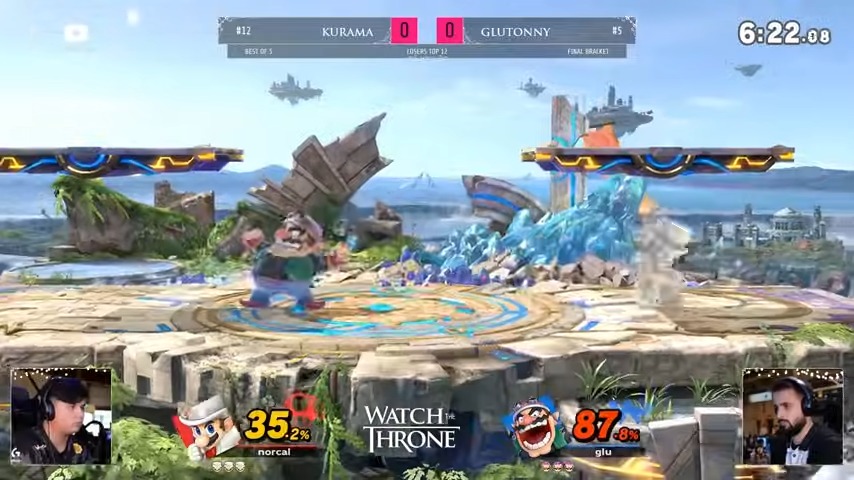 #12 KURAMA 0 0 GLUTONNY #5
BEST OF 5 LOSERS TOP 12 FINAL BRACKET
6:22.08
35.2%
norcal
WATCH THE THRONE
87.8%
glu